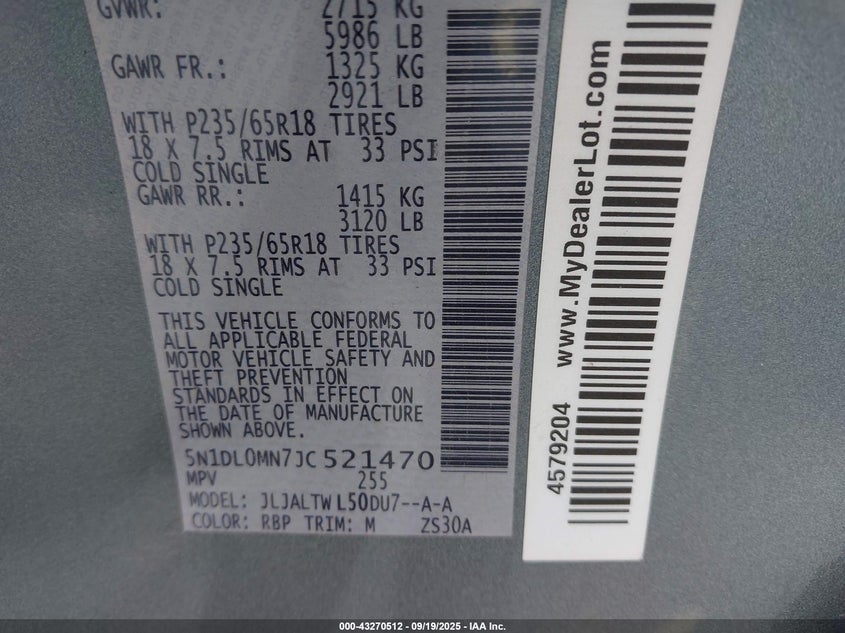 GVWR: 2715 KG
5986 LB
GAWR FR.: 1325 KG
2921 LB
WITH P235/65R18 TIRES
18 X 7.5 RIMS AT 33 PSI
COLD SINGLE
GAWR RR.: 1415 KG
3120 LB
WITH P235/65R18 TIRES
18 X 7.5 RIMS AT 33 PSI
COLD SINGLE
THIS VEHICLE CONFORMS TO
ALL APPLICABLE FEDERAL
MOTOR VEHICLE SAFETY AND
THEFT PREVENTION
STANDARDS IN EFFECT ON
THE DATE OF MANUFACTURE
SHOWN ABOVE.
5N1DL0MN7JC521470
MPV 255
MODEL: JLJALTWL50DU7--A-A
COLOR: RBP TRIM: M ZS30A
4579204 www.MyDealerLot.com
000-43270512 - 09/19/2025 - IAA Inc.